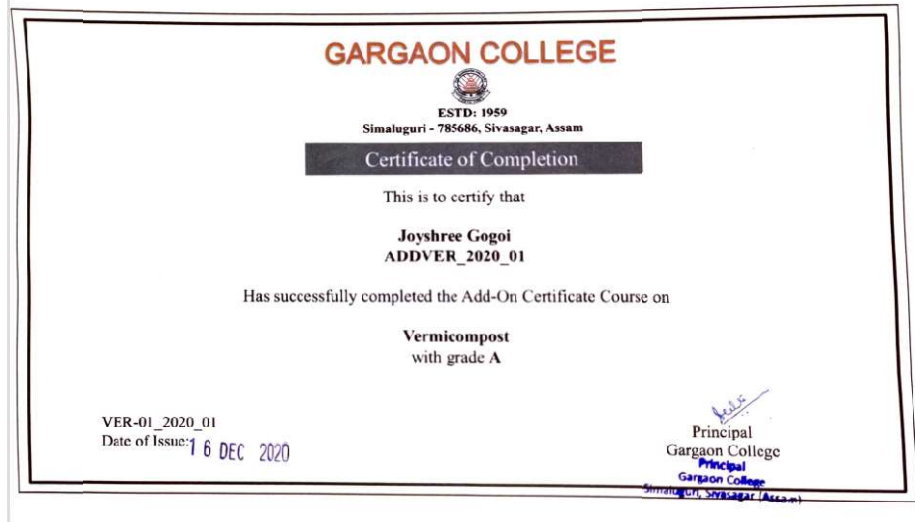 GARGAON COLLEGE
ESTD: 1959
Simaluguri - 785686, Sivasagar, Assam
Certificate of Completion
This is to certify that
Joyshree Gogoi
ADDVER_2020_01
Has successfully completed the Add-On Certificate Course on
Vermicompost
with grade A
VER-01_2020_01
Date of Issue: 16 DEC 2020
Principal
Gargaon College
Principal
Gargaon College
Simaluguri, Sivasagar (Assam)